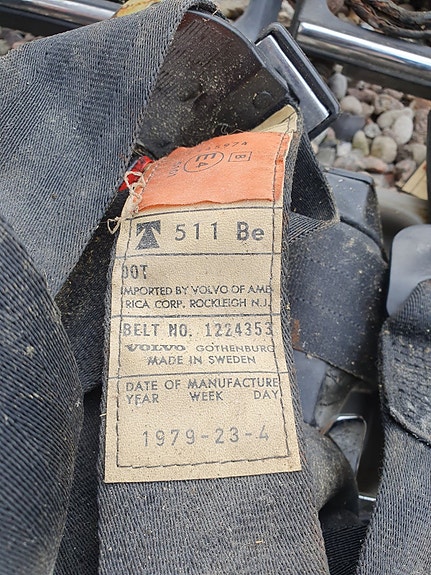 E4
B
511 Be
DOT
IMPORTED BY VOLVO OF AME
RICA CORP. ROCKLEIGH N.J.
BELT NO. 1224353
VOLVO GOTHENBURG
MADE IN SWEDEN
DATE OF MANUFACTURE
YEAR WEEK DAY
1979-23-4